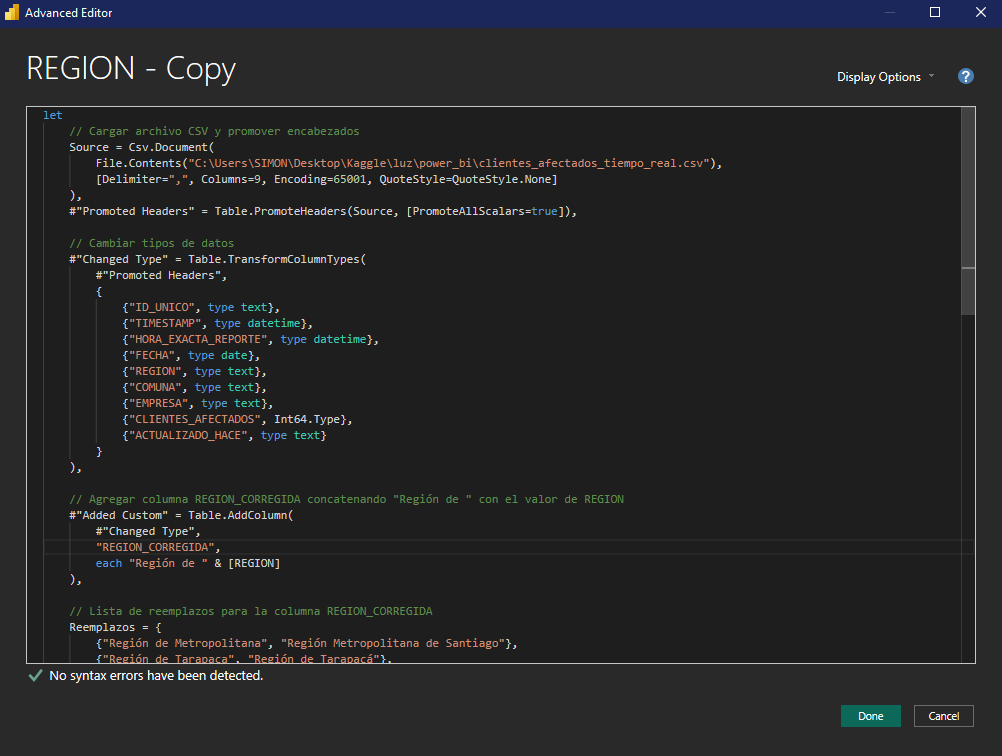 Advanced Editor
REGION - Copy
Display Options
?
let
// Cargar archivo CSV y promover encabezados
Source = Csv.Document(
File.Contents("C:\Users\SIMON\Desktop\Kaggle\luz\power_bi\clientes_afectados_tiempo_real.csv"),
[Delimiter=",", Columns=9, Encoding=65001, QuoteStyle=QuoteStyle.None]
),
#"Promoted Headers" = Table.PromoteHeaders(Source, [PromoteAllScalars=true]),
// Cambiar tipos de datos
#"Changed Type" = Table.TransformColumnTypes(
#"Promoted Headers",
{
{"ID_UNICO", type text},
{"TIMESTAMP", type datetime},
{"HORA_EXACTA_REPORTE", type datetime},
{"FECHA", type date},
{"REGION", type text},
{"COMUNA", type text},
{"EMPRESA", type text},
{"CLIENTES_AFECTADOS", Int64.Type},
{"ACTUALIZADO_HACE", type text}
}
),
// Agregar columna REGION_CORREGIDA concatenando "Región de " con el valor de REGION
#"Added Custom" = Table.AddColumn(
#"Changed Type",
"REGION_CORREGIDA",
each "Región de " & [REGION]
),
// Lista de reemplazos para la columna REGION_CORREGIDA
Reemplazos = {
{"Región de Metropolitana", "Región Metropolitana de Santiago"},
{"Región de Tarapaca", "Región de Tarapacá"},
No syntax errors have been detected.
Done
Cancel